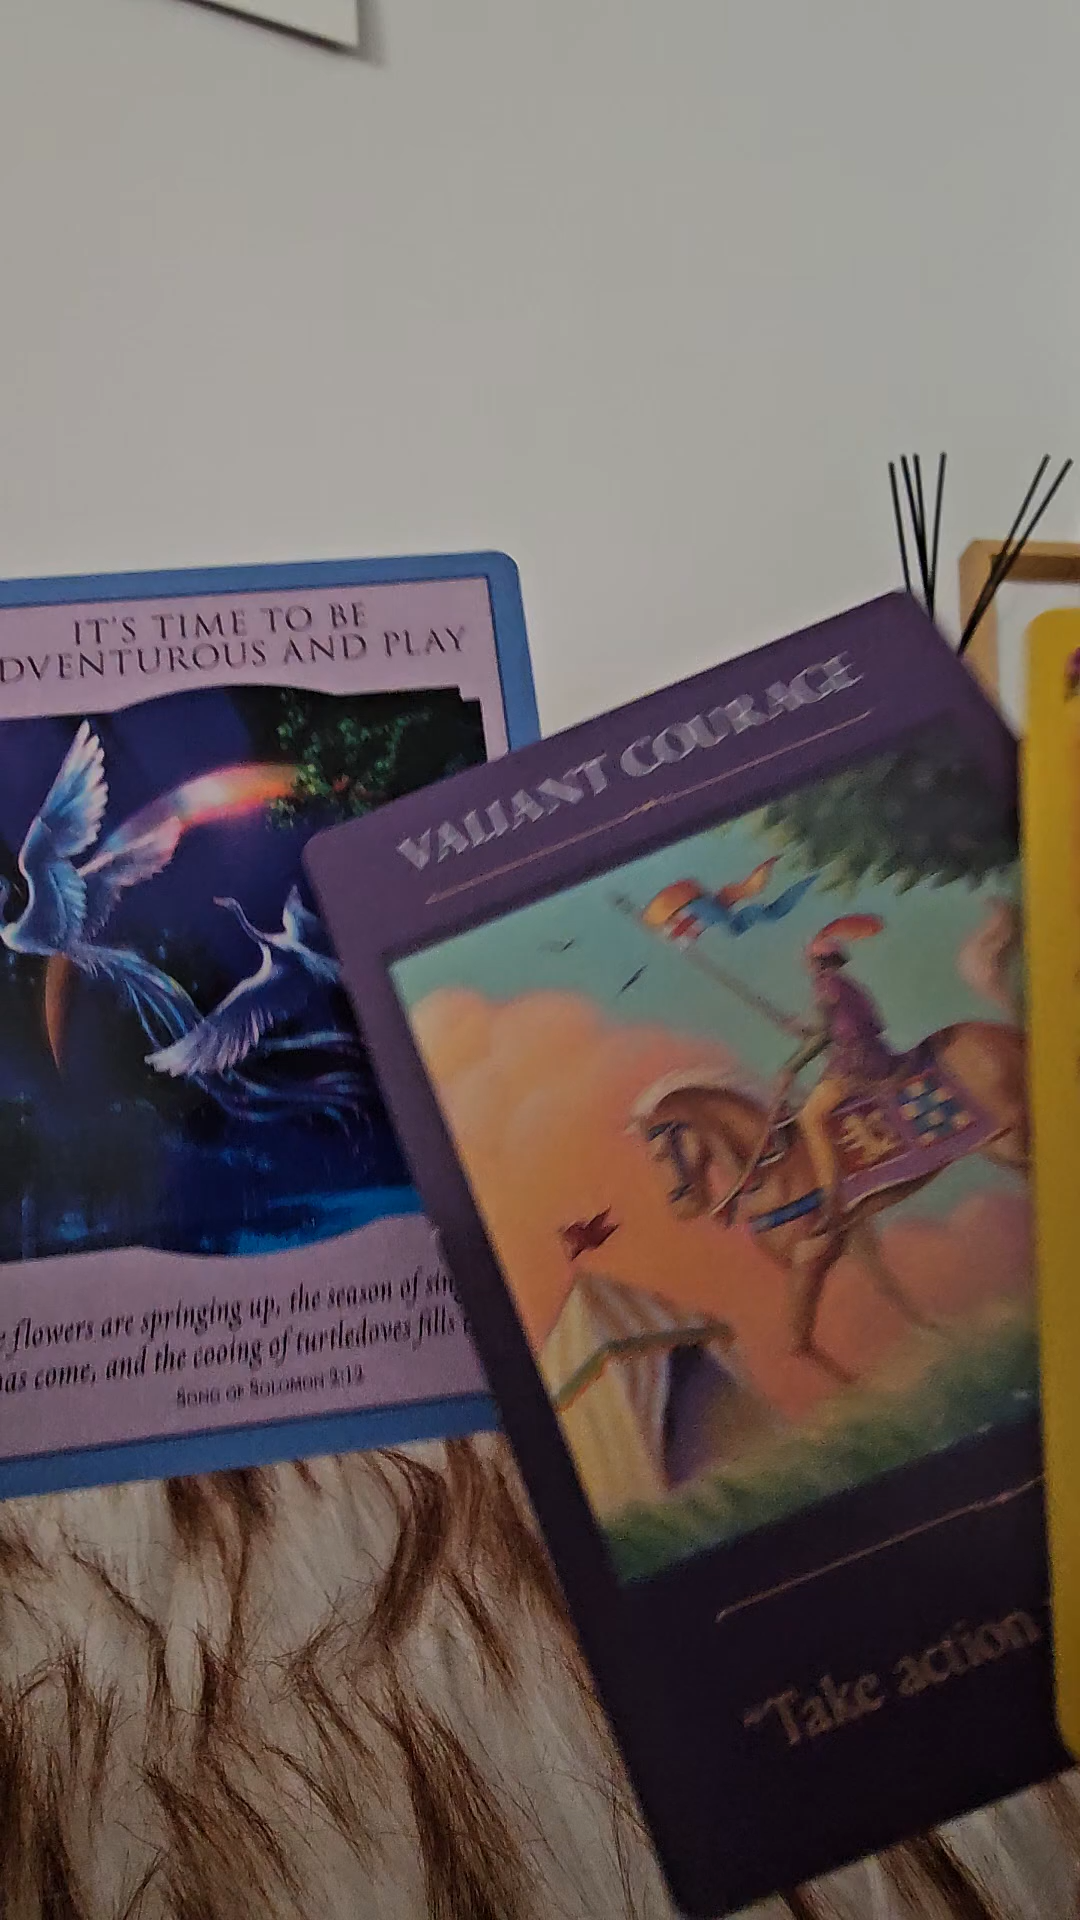 IT'S TIME TO BE
DVENTUROUS AND PLAY
flowers are springing up, the season of sin
as come, and the cooing of turtledoves fills
SONG OF SOLOMON 2:12
VALIANT COURAGE
Take action